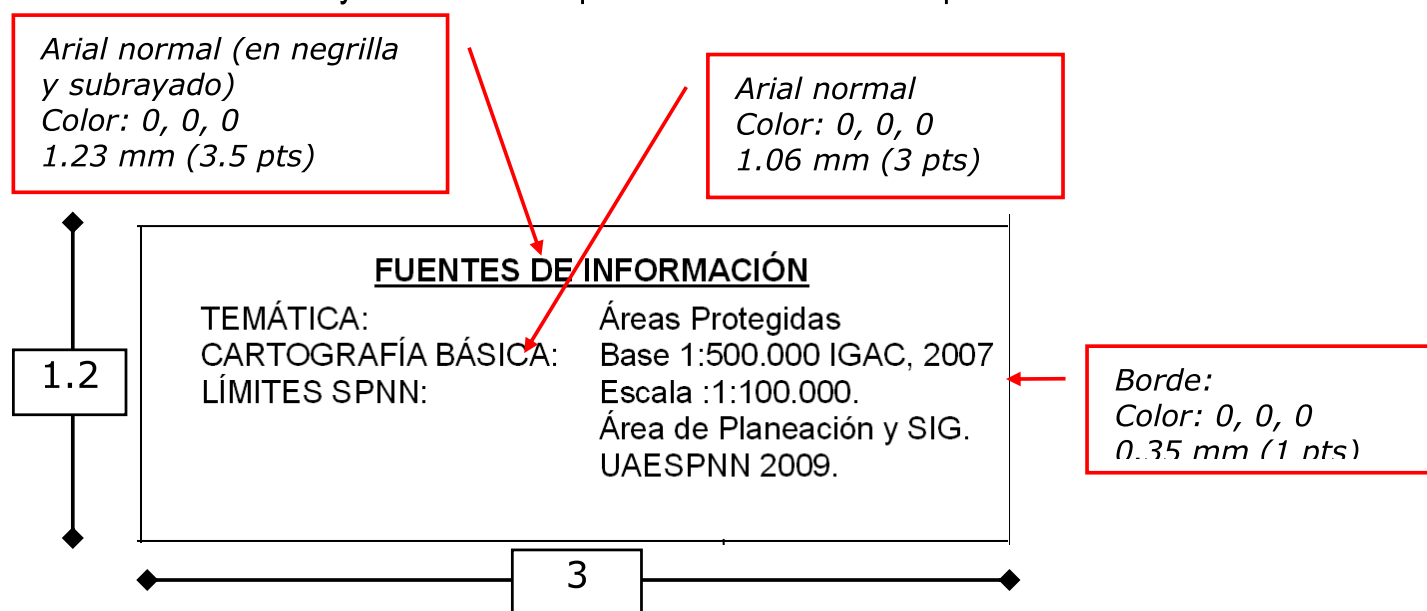 Arial normal (en negrilla
y subrayado)
Color: 0, 0, 0
1.23 mm (3.5 pts)
Arial normal
Color: 0, 0, 0
1.06 mm (3 pts)
FUENTES DE INFORMACIÓN
TEMÁTICA: Áreas Protegidas
CARTOGRAFÍA BÁSICA: Base 1:500.000 IGAC, 2007
LÍMITES SPNN: Escala :1:100.000.
Área de Planeación y SIG.
UAESPNN 2009.
1.2
Borde:
Color: 0, 0, 0
0.35 mm (1 pts)
3